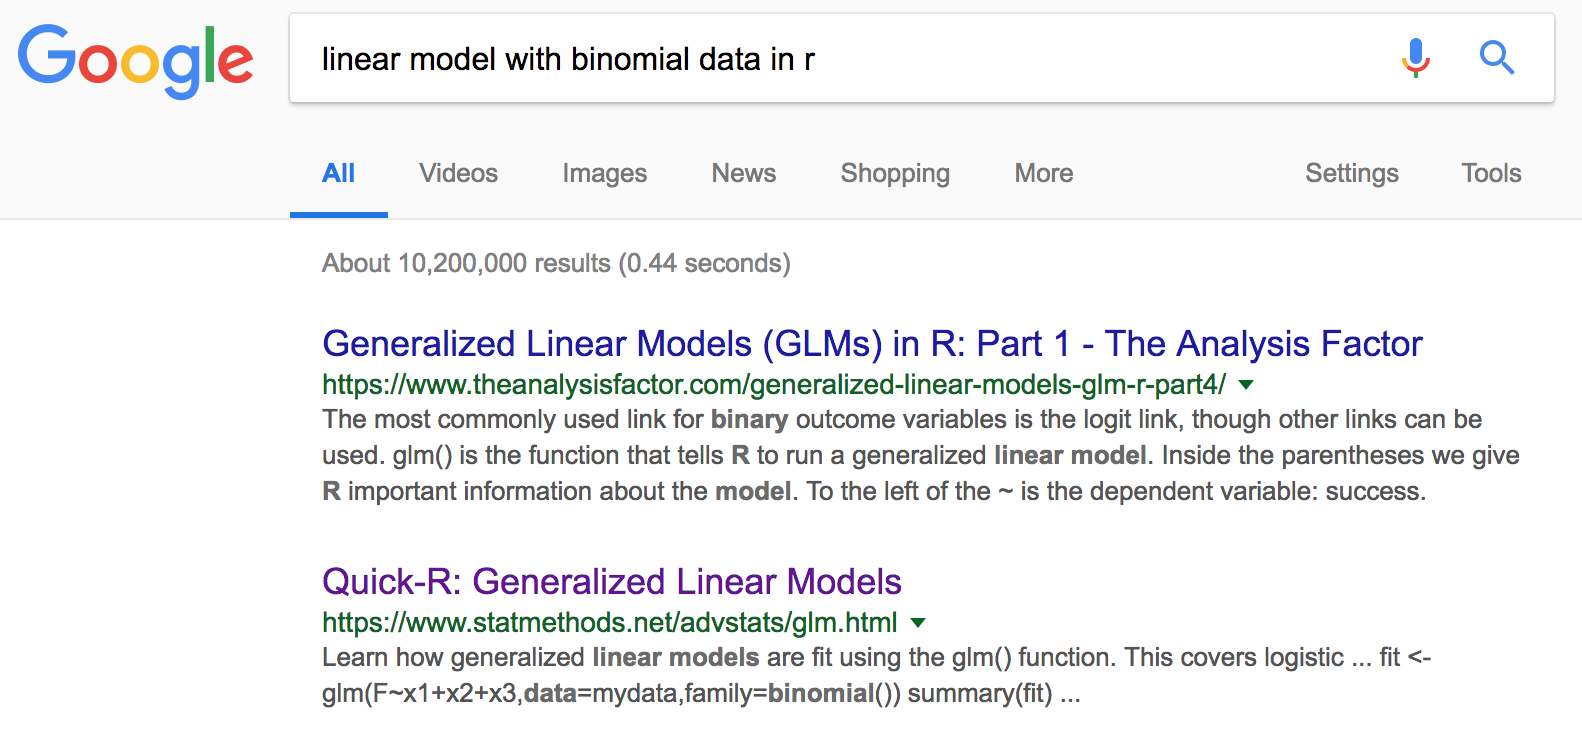 Google
linear model with binomial data in r
All Videos Images News Shopping More Settings Tools
About 10,200,000 results (0.44 seconds)
Generalized Linear Models (GLMs) in R: Part 1 - The Analysis Factor
https://www.theanalysisfactor.com/generalized-linear-models-glm-r-part4/
The most commonly used link for binary outcome variables is the logit link, though other links can be
used. glm() is the function that tells R to run a generalized linear model. Inside the parentheses we give
R important information about the model. To the left of the ~ is the dependent variable: success.
Quick-R: Generalized Linear Models
https://www.statmethods.net/advstats/glm.html
Learn how generalized linear models are fit using the glm() function. This covers logistic ... fit <-
glm(F~x1+x2+x3,data=mydata,family=binomial()) summary(fit) ...